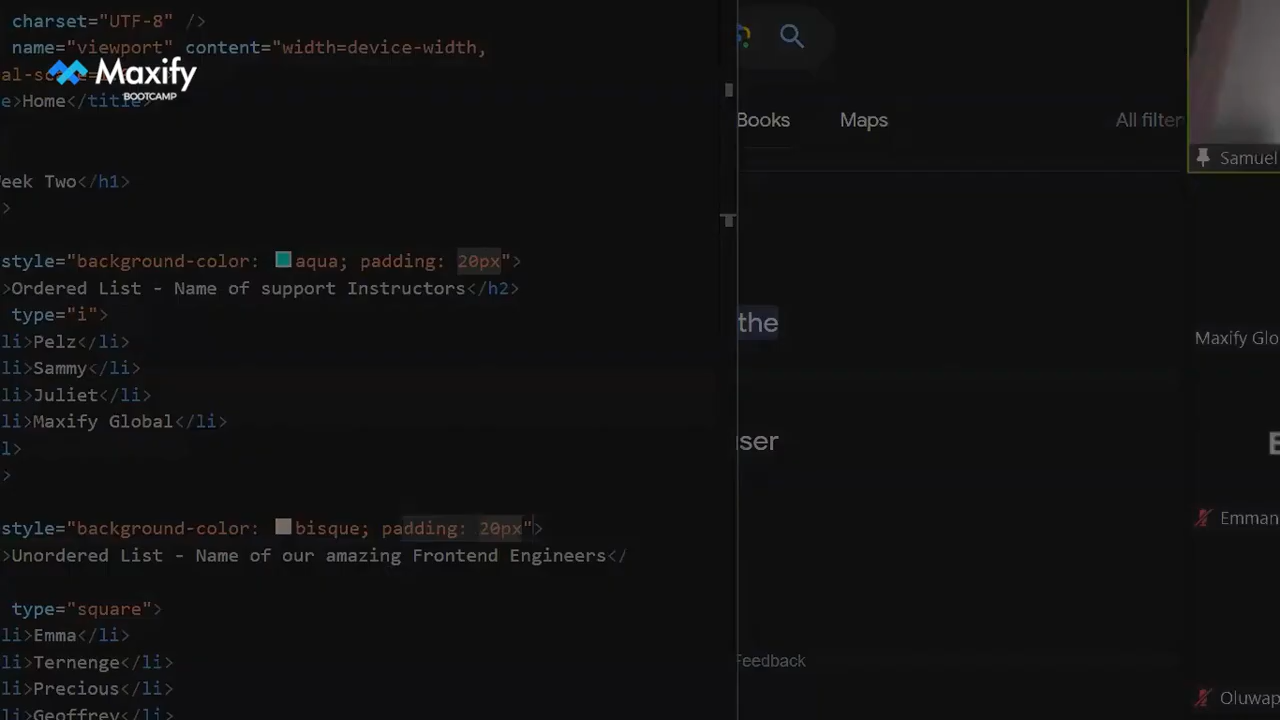 charset="UTF-8" />
name="viewport" content="width=device-width,
Maxify
BOOTCAMP
e>Home</title>
eek Two</h1>
>
style="background-color: aqua; padding: 20px">
>Ordered List - Name of support Instructors</h2>
type="i">
li>Pelz</li>
li>Sammy</li>
li>Juliet</li>
li>Maxify Global</li>
l>
>
style="background-color: bisque; padding: 20px">
>Unordered List - Name of our amazing Frontend Engineers</
type="square">
li>Emma</li>
li>Ternenge</li>
li>Precious</li>
li>Geoffrey</li>
Books
Maps
All filter
the
ser
Feedback
Samuel
Maxify Glo
E
Emman
Oluwap